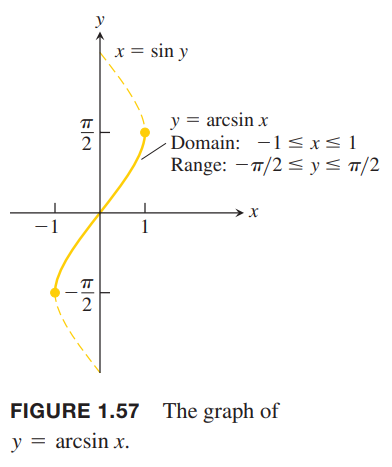 y
x = sin y
π/2
y = arcsin x
Domain: −1 ≤ x ≤ 1
Range: −π/2 ≤ y ≤ π/2
x
−1
1
−π/2
FIGURE 1.57 The graph of
y = arcsin x.